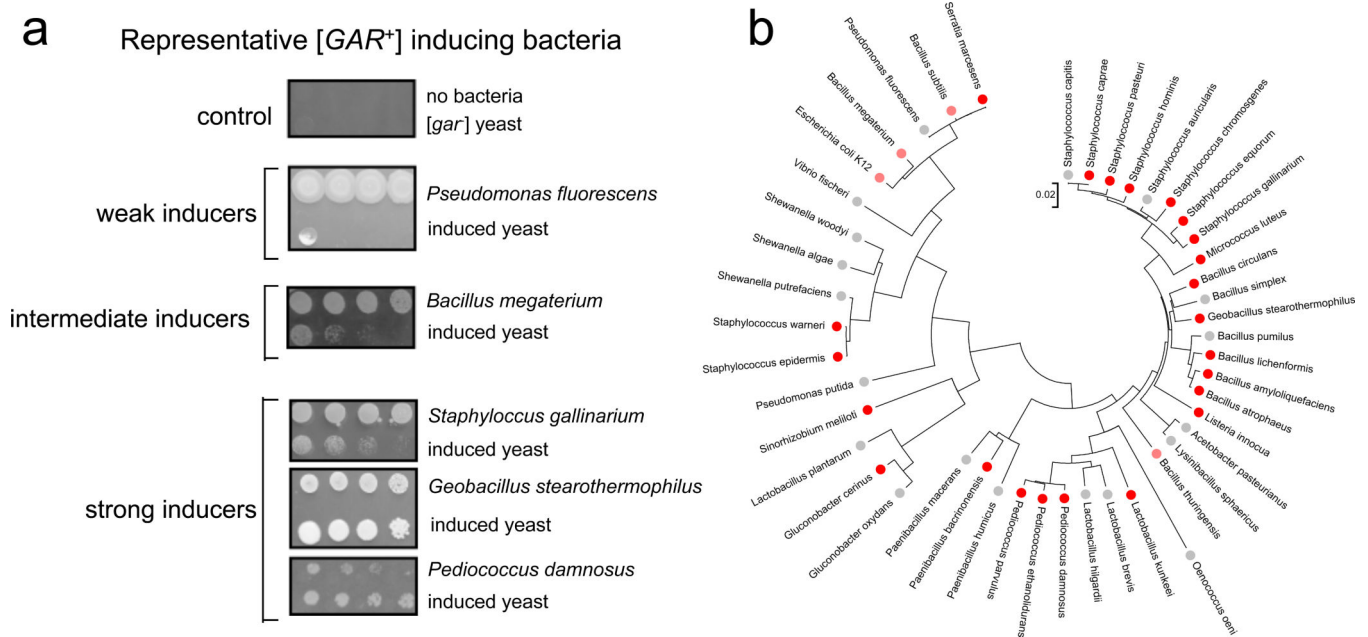 a
Representative [GAR⁺] inducing bacteria
control
no bacteria
[gar⁻] yeast
weak inducers
Pseudomonas fluorescens
induced yeast
intermediate inducers
Bacillus megaterium
induced yeast
strong inducers
Staphyloccus gallinarium
induced yeast
Geobacillus stearothermophilus
induced yeast
Pediococcus damnosus
induced yeast
b
Serratia marcesens
Bacillus subtilis
Pseudomonas fluorescens
Bacillus megaterium
Escherichia coli K12
Vibrio fischeri
Shewanella woodyi
Shewanella algae
Shewanella putrefaciens
Staphylococcus warneri
Staphylococcus epidermis
Pseudomonas putida
Sinorhizobium meliloti
Lactobacillus plantarum
Gluconobacter cerinus
Gluconobacter oxydans
Paenibacillus macerans
Paenibacillus bacrinonensis
Paenibacillus humicus
Pediococcus parvulus
Pediococcus ethanolidurans
Pediococcus damnosus
Lactobacillus hilgardii
Lactobacillus brevis
Lactobacillus kunkeei
Oenococcus oeni
Bacillus thuringensis
Lysinibacillus sphaericus
Acetobacter pasteurianus
Listeria innocua
Bacillus atrophaeus
Bacillus amyloliquefaciens
Bacillus lichenformis
Bacillus pumilus
Geobacillus stearothermophilus
Bacillus simplex
Bacillus circulans
Micrococcus luteus
Staphylococcus gallinarium
Staphylococcus equorum
Staphylococcus chromosgenes
Staphylococcus auricularis
Staphylococcus hominis
Staphylococcus pasteuri
Staphylococcus caprae
Staphylococcus capitis
0.02